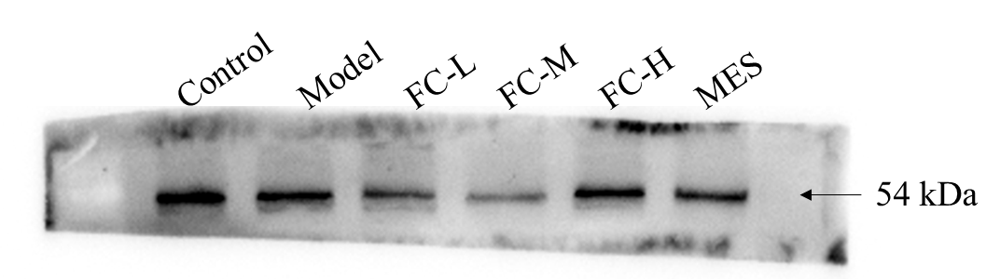 Control
Model
FC-L
FC-M
FC-H
MES
54 kDa